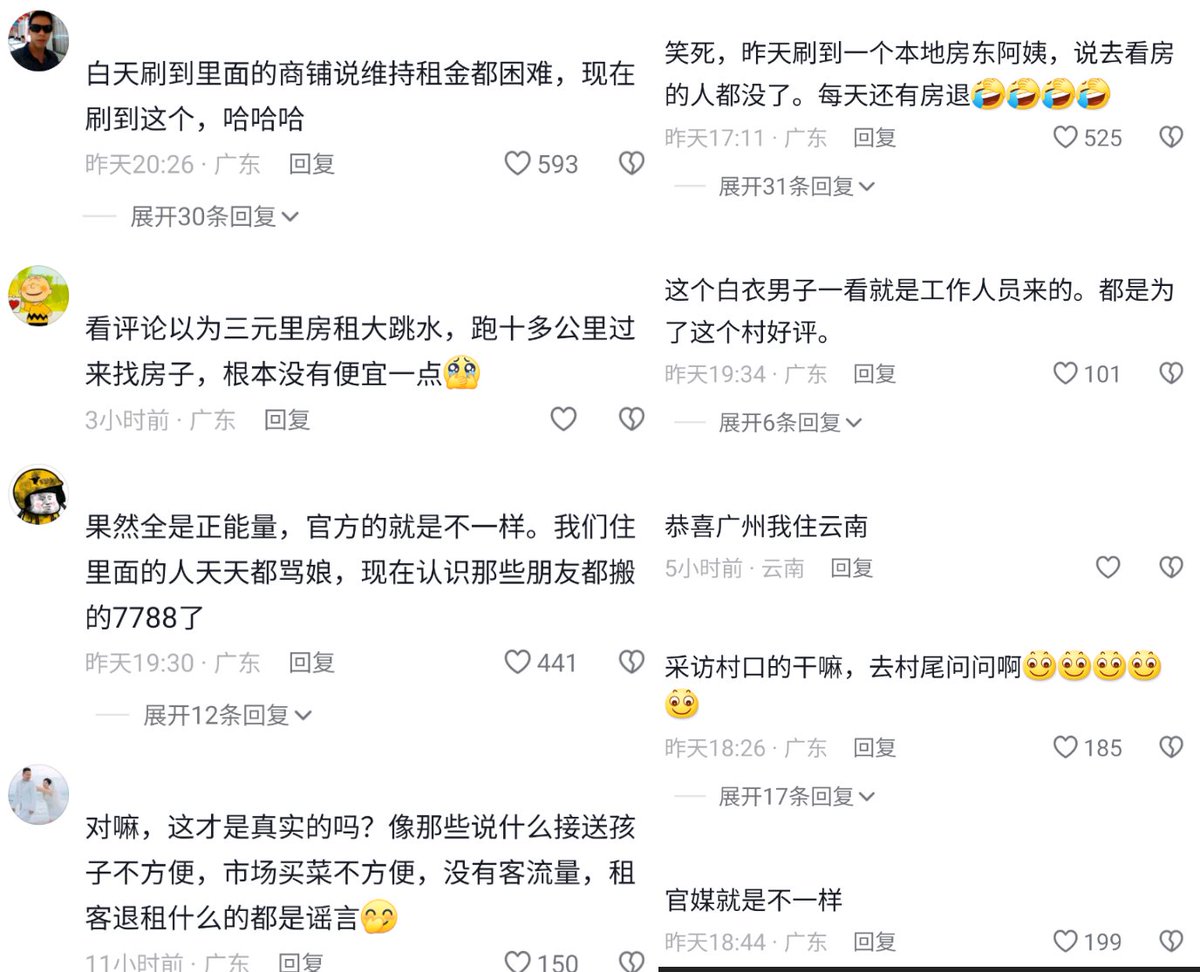 白天刷到里面的商铺说维持租金都困难，现在
刷到这个，哈哈哈
昨天20:26 · 广东 回复 593
展开30条回复
看评论以为三元里房租大跳水，跑十多公里过
来找房子，根本没有便宜一点🥹
3小时前 · 广东 回复
果然全是正能量，官方的就是不一样。我们住
里面的人天天都骂娘，现在认识那些朋友都搬
的7788了
昨天19:30 · 广东 回复 441
展开12条回复
对嘛，这才是真实的吗？像那些说什么接送孩
子不方便，市场买菜不方便，没有客流量，租
客退租什么的都是谣言🤭
11小时前 · 广东 回复 150
笑死，昨天刷到一个本地房东阿姨，说去看房
的人都没了。每天还有房退🤣🤣🤣🤣
昨天17:11 · 广东 回复 525
展开31条回复
这个白衣男子一看就是工作人员来的。都是为
了这个村好评。
昨天19:34 · 广东 回复 101
展开6条回复
恭喜广州我住云南
5小时前 · 云南 回复
采访村口的干嘛，去村尾问问啊🙄🙄🙄🙄
🙄
昨天18:26 · 广东 回复 185
展开17条回复
官媒就是不一样
昨天18:44 · 广东 回复 199